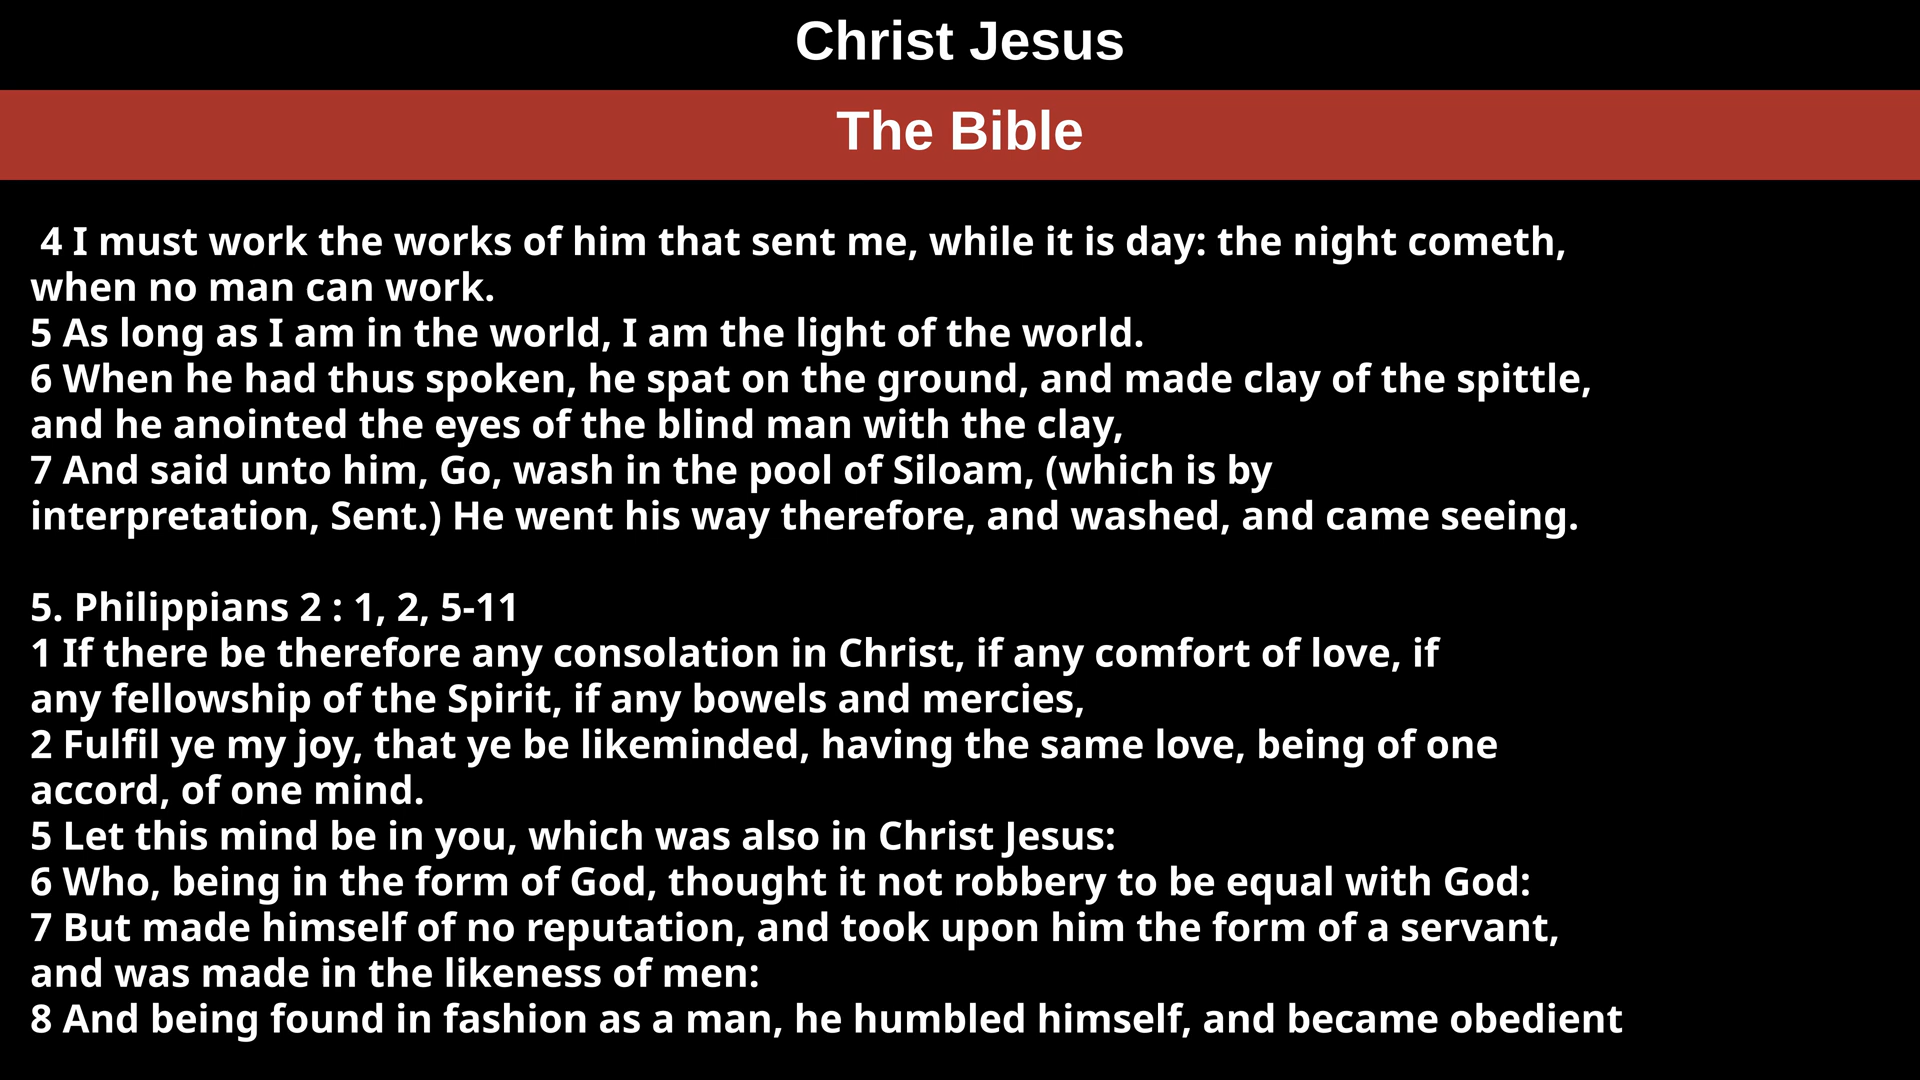 Christ Jesus
The Bible
4 I must work the works of him that sent me, while it is day: the night cometh,
when no man can work.
5 As long as I am in the world, I am the light of the world.
6 When he had thus spoken, he spat on the ground, and made clay of the spittle,
and he anointed the eyes of the blind man with the clay,
7 And said unto him, Go, wash in the pool of Siloam, (which is by
interpretation, Sent.) He went his way therefore, and washed, and came seeing.
5. Philippians 2 : 1, 2, 5-11
1 If there be therefore any consolation in Christ, if any comfort of love, if
any fellowship of the Spirit, if any bowels and mercies,
2 Fulfil ye my joy, that ye be likeminded, having the same love, being of one
accord, of one mind.
5 Let this mind be in you, which was also in Christ Jesus:
6 Who, being in the form of God, thought it not robbery to be equal with God:
7 But made himself of no reputation, and took upon him the form of a servant,
and was made in the likeness of men:
8 And being found in fashion as a man, he humbled himself, and became obedient